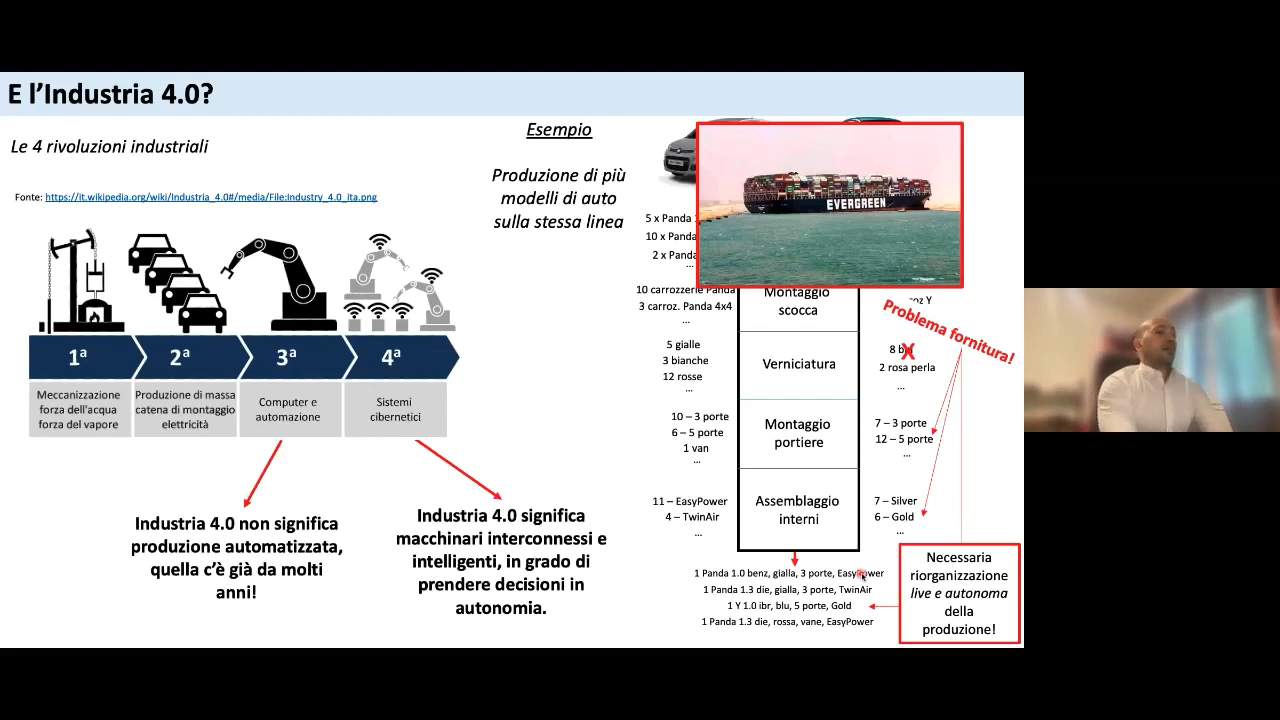 E l'Industria 4.0?
Le 4 rivoluzioni industriali
Fonte: https://it.wikipedia.org/wiki/Industria_4.0#/media/File:Industry_4.0_ita.png
1ª
2ª
3ª
4ª
Meccanizzazione
forza dell'acqua
forza del vapore
Produzione di massa
catena di montaggio
elettricità
Computer e
automazione
Sistemi
cibernetici
Industria 4.0 non significa
produzione automatizzata,
quella c'è già da molti
anni!
Industria 4.0 significa
macchinari interconnessi e
intelligenti, in grado di
prendere decisioni in
autonomia.
Esempio
Produzione di più
modelli di auto
sulla stessa linea
EVERGREEN
5 x Panda
10 x Panda
2 x Panda
...
10 carrozzerie Panda
3 carroz. Panda 4x4
...
5 gialle
3 bianche
12 rosse
...
10 – 3 porte
6 – 5 porte
1 van
...
11 – EasyPower
4 – TwinAir
...
Montaggio
scocca
Verniciatura
Montaggio
portiere
Assemblaggio
interni
Y
Problema fornitura!
8
2 rosa perla
...
7 – 3 porte
12 – 5 porte
...
7 – Silver
6 – Gold
...
1 Panda 1.0 benz, gialla, 3 porte, EasyPower
1 Panda 1.3 die, gialla, 3 porte, TwinAir
1 Y 1.0 ibr, blu, 5 porte, Gold
1 Panda 1.3 die, rossa, vane, EasyPower
Necessaria
riorganizzazione
live e autonoma
della
produzione!